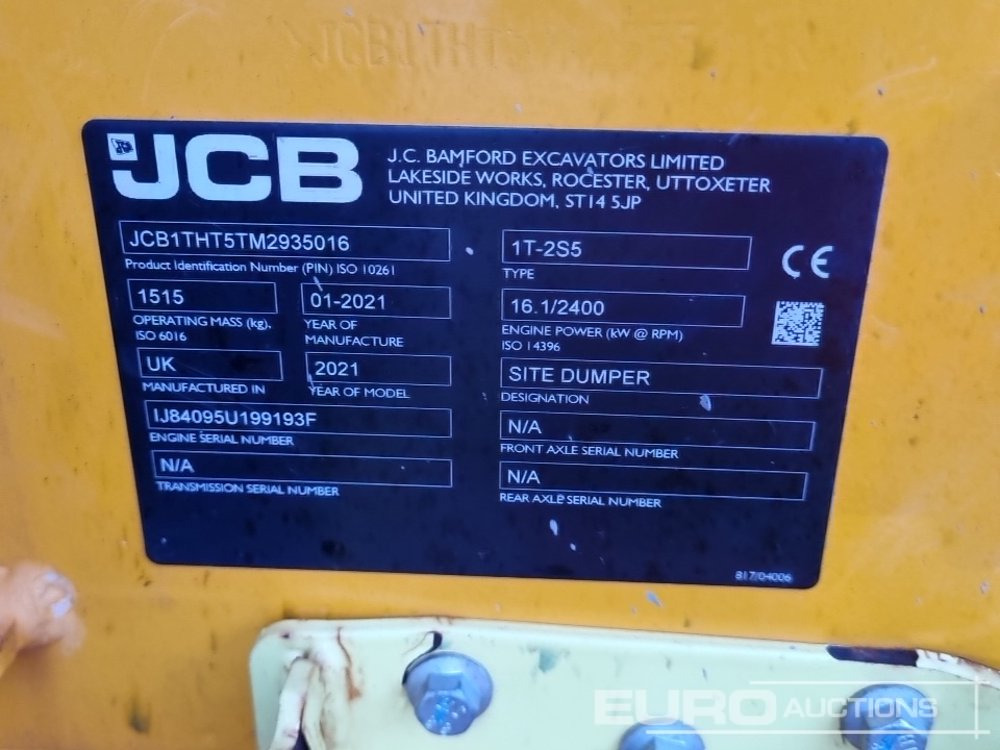 JCB1THT
JCB
J.C. BAMFORD EXCAVATORS LIMITED
LAKESIDE WORKS, ROCESTER, UTTOXETER
UNITED KINGDOM, ST14 5JP
JCB1THT5TM2935016
Product Identification Number (PIN) ISO 10261
1515
OPERATING MASS (kg),
ISO 6016
01-2021
YEAR OF
MANUFACTURE
UK
MANUFACTURED IN
2021
YEAR OF MODEL
IJ84095U199193F
ENGINE SERIAL NUMBER
N/A
TRANSMISSION SERIAL NUMBER
1T-2S5
TYPE
CE
16.1/2400
ENGINE POWER (kW @ RPM)
ISO 14396
SITE DUMPER
DESIGNATION
N/A
FRONT AXLE SERIAL NUMBER
N/A
REAR AXLE SERIAL NUMBER
817/04006
EURO AUCTIONS